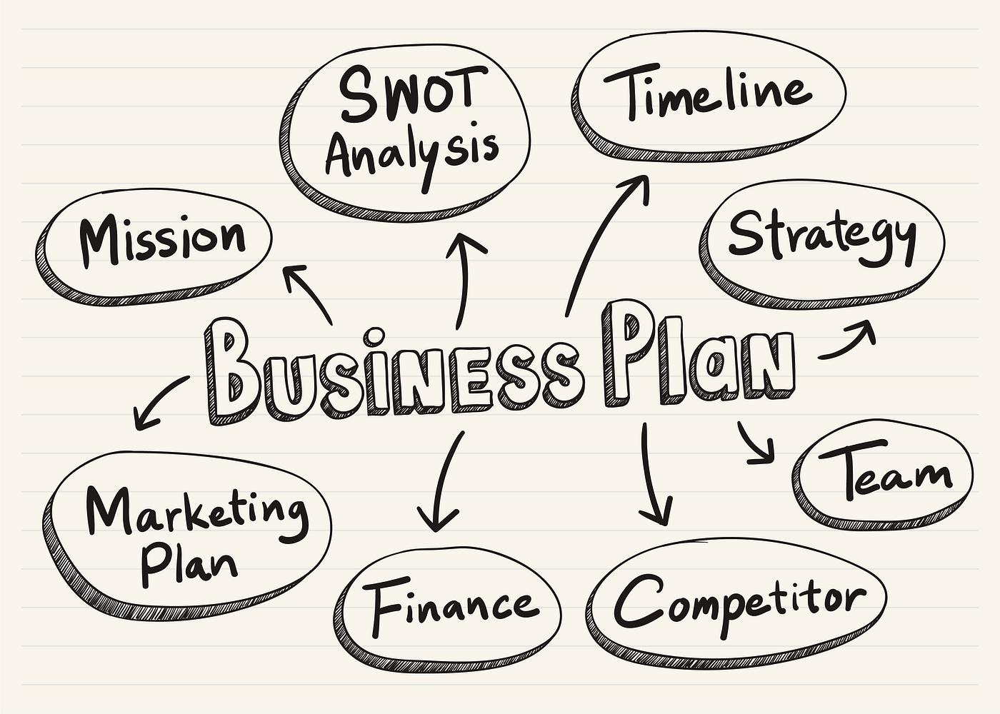 SWOT
Analysis
Timeline
Mission
Strategy
Business Plan
Team
Marketing
Plan
Finance
Competitor